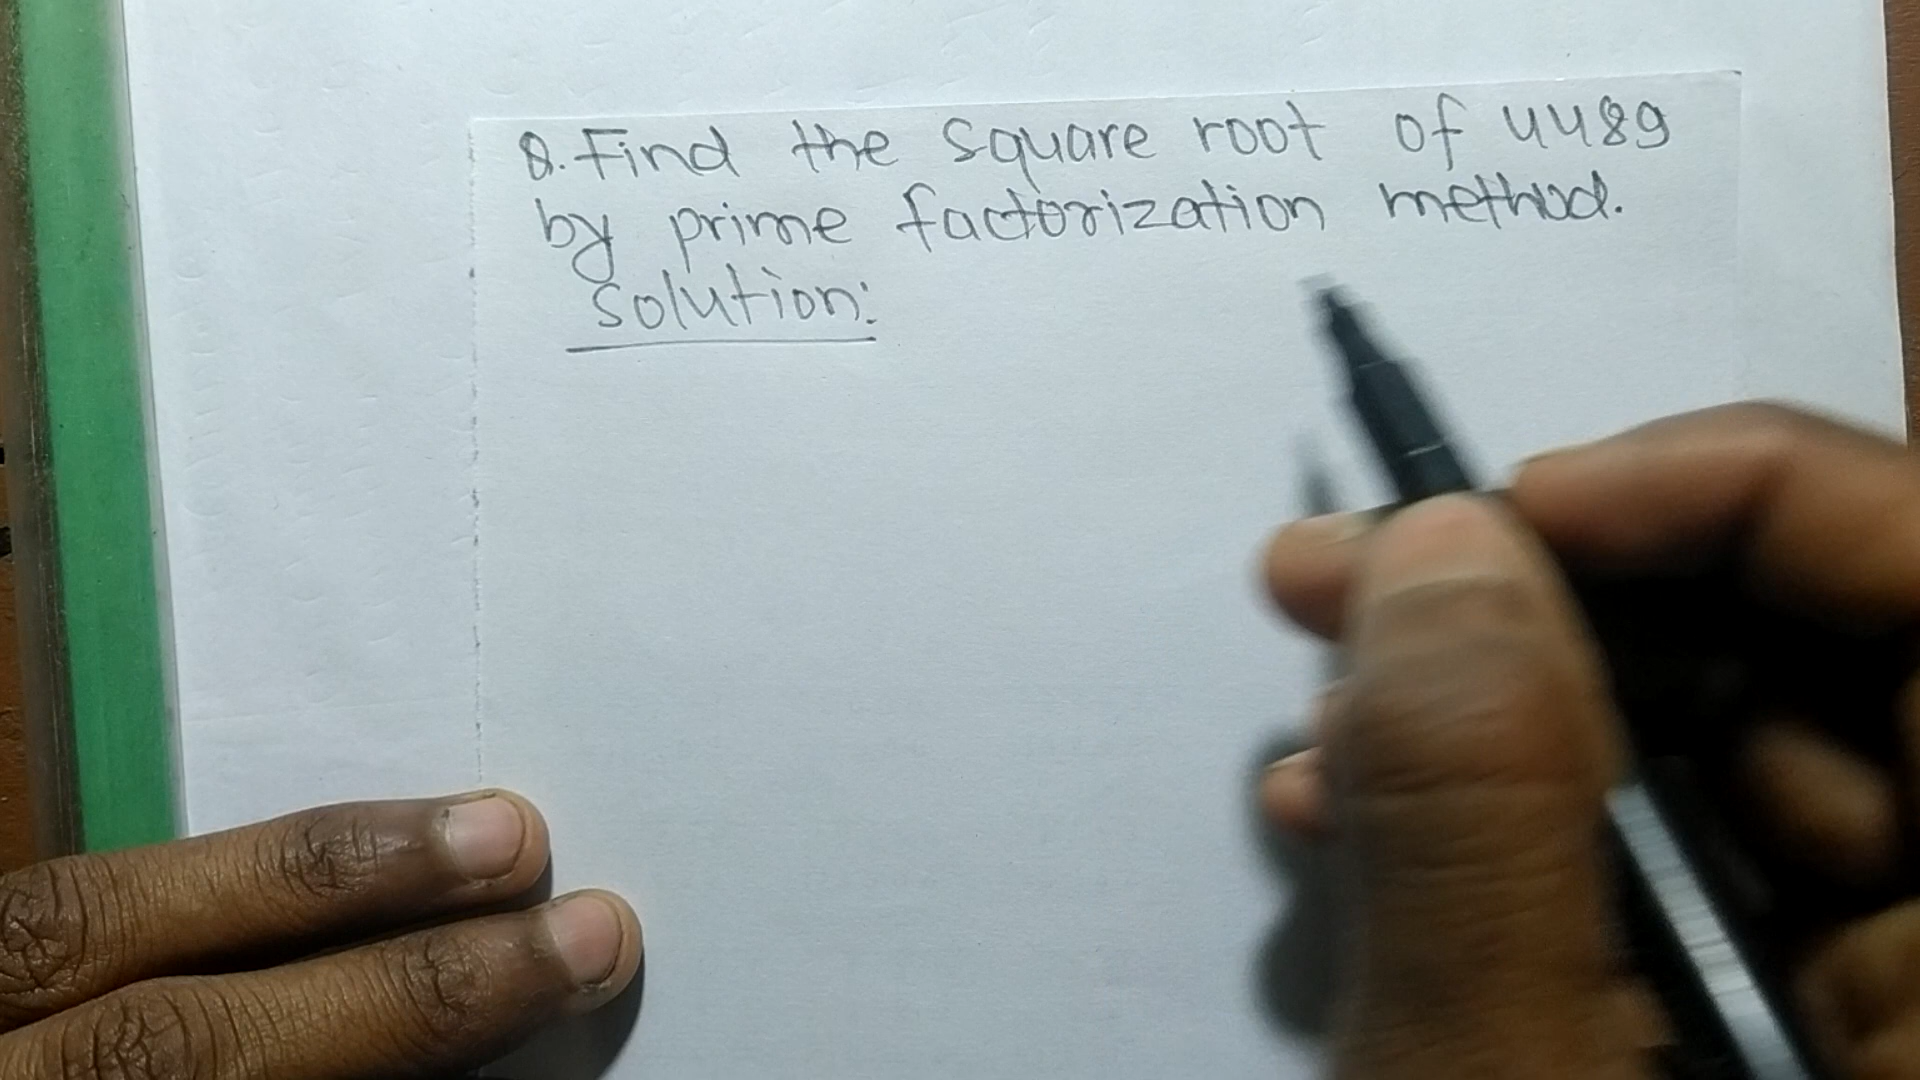 Q. Find the square root of 4489
by prime factorization method.
Solution: